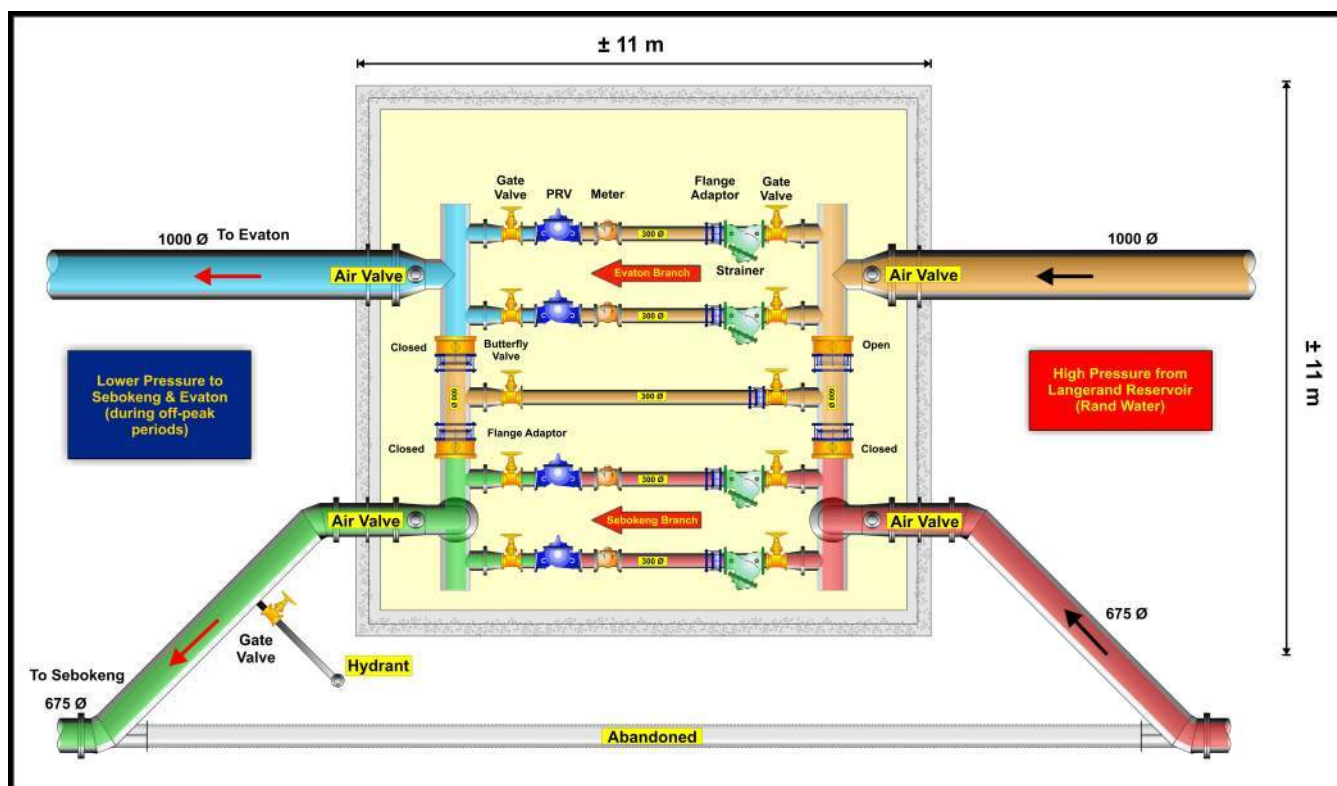 ± 11 m
± 11 m
Gate
Valve
PRV
Meter
Flange
Adaptor
Gate
Valve
1000 Ø
To Evaton
300 Ø
1000 Ø
Air Valve
Evaton Branch
Strainer
Air Valve
300 Ø
Closed
Butterfly
Valve
Open
Lower Pressure to
Sebokeng & Evaton
(during off-peak
periods)
600 Ø
300 Ø
600 Ø
High Pressure from
Langerand Reservoir
(Rand Water)
Closed
Flange Adaptor
Closed
300 Ø
Air Valve
Sebokeng Branch
Air Valve
300 Ø
675 Ø
Gate
Valve
Hydrant
To Sebokeng
675 Ø
Abandoned